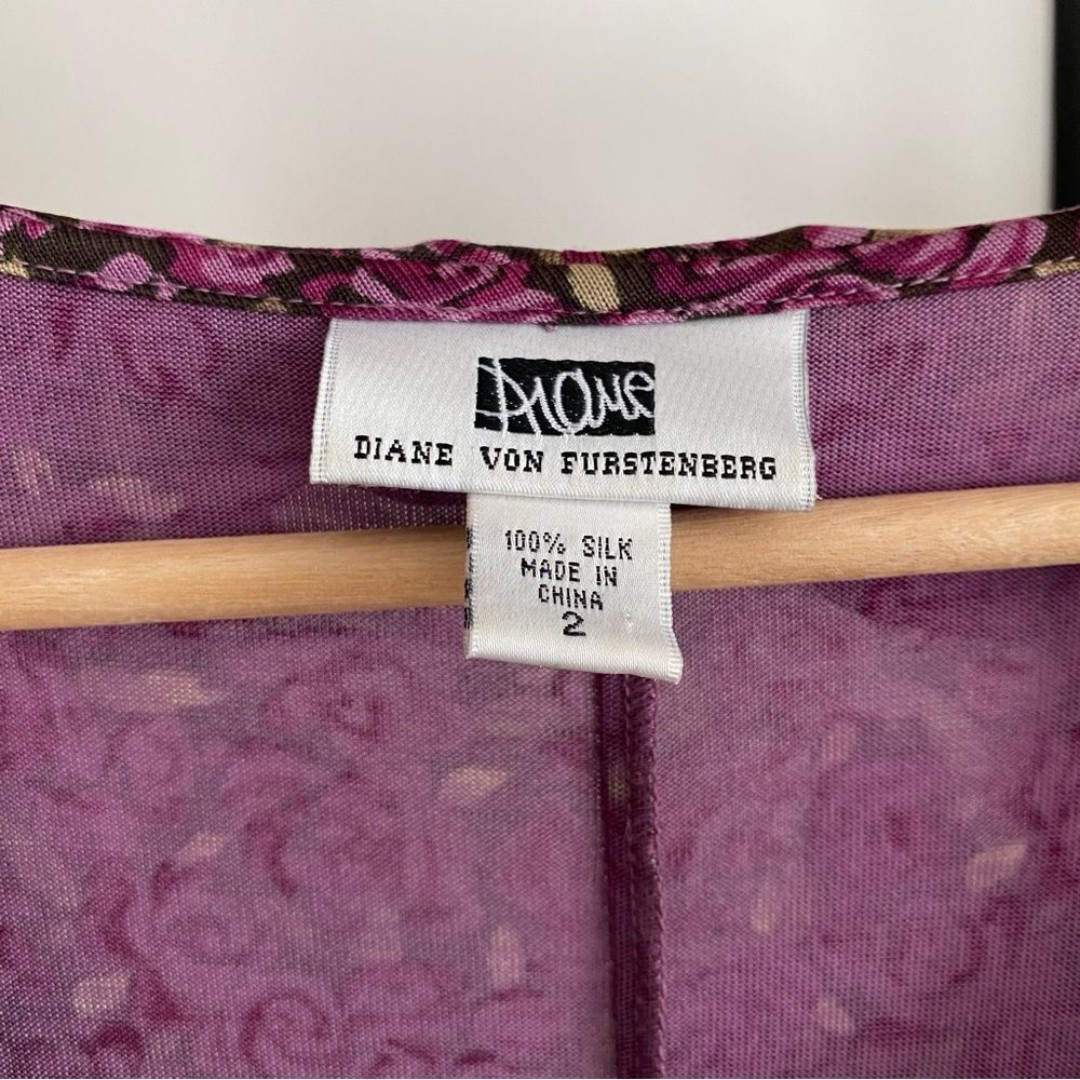 Diane
DIANE VON FURSTENBERG
100% SILK
MADE IN
CHINA
2